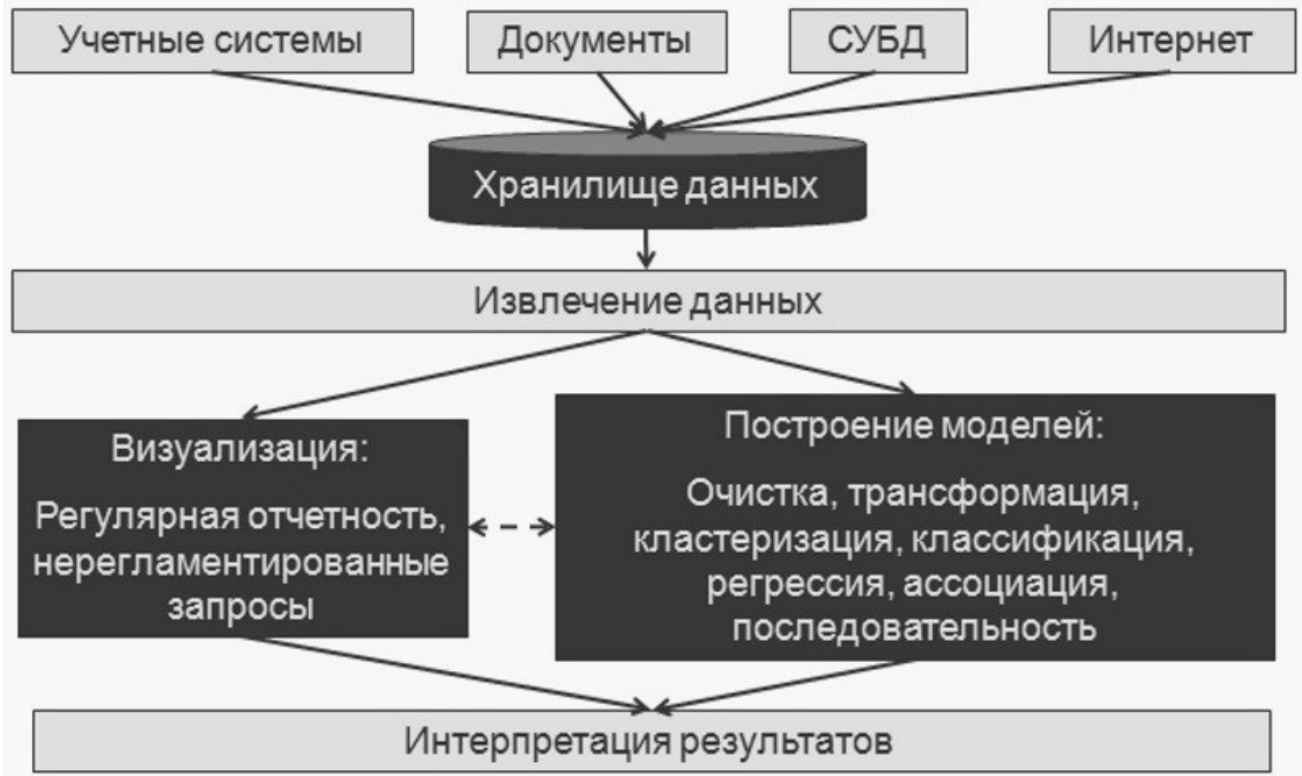 Учетные системы
Документы
СУБД
Интернет
Хранилище данных
Извлечение данных
Визуализация:
Регулярная отчетность,
нерегламентированные
запросы
Построение моделей:
Очистка, трансформация,
кластеризация, классификация,
регрессия, ассоциация,
последовательность
Интерпретация результатов